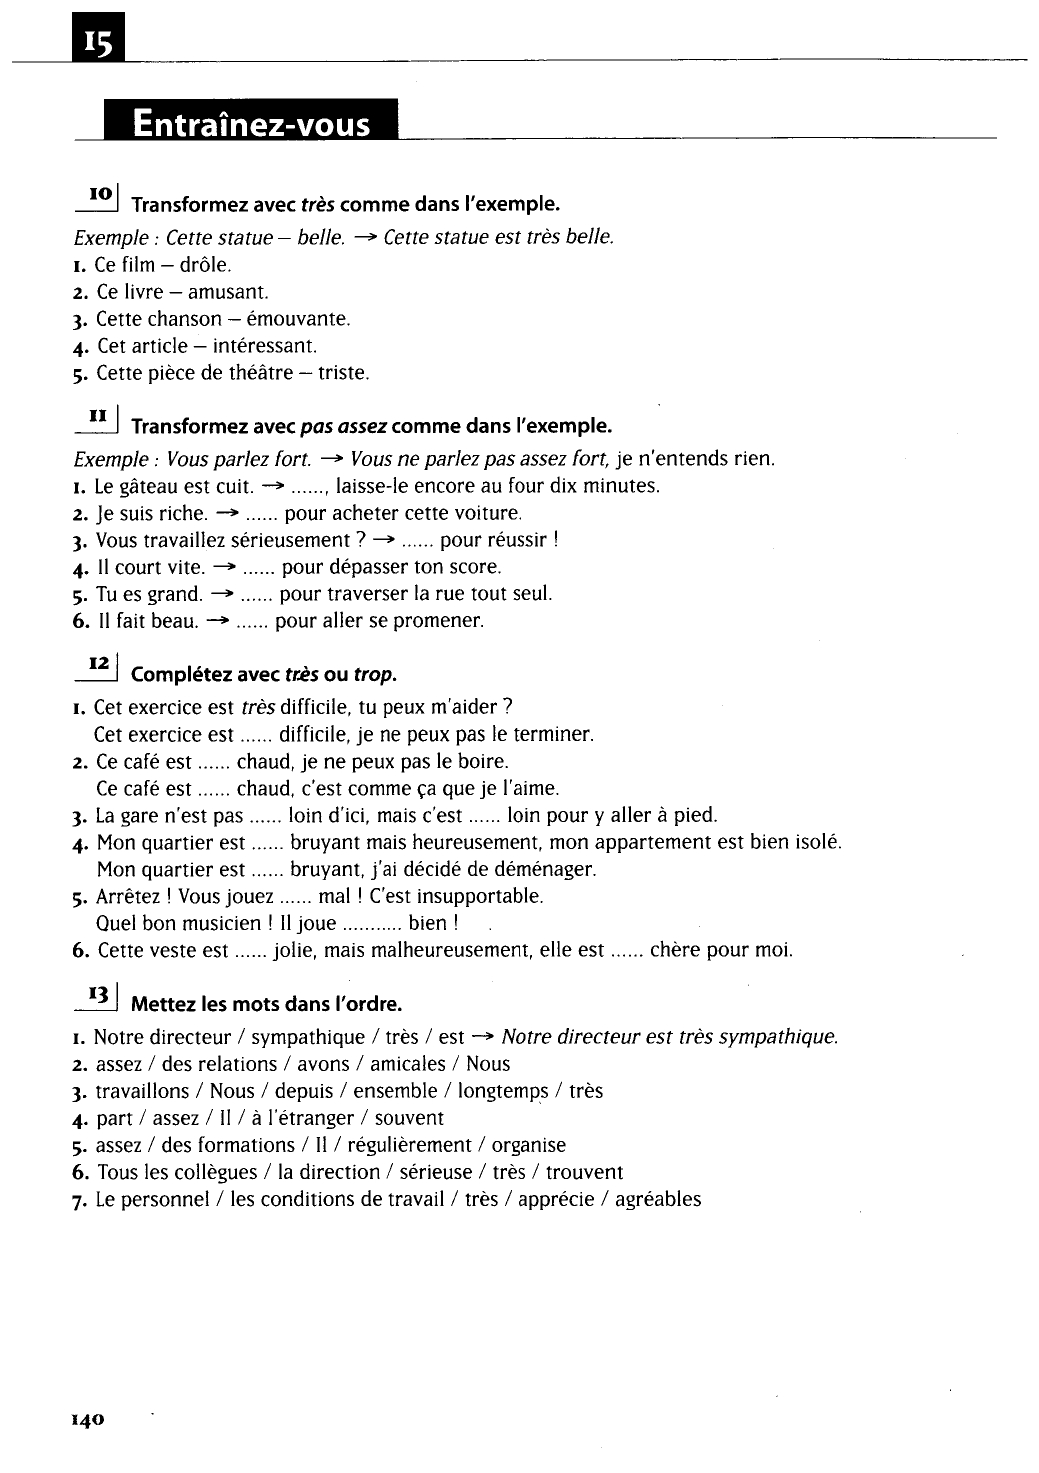 15
Entraînez-vous
10 Transformez avec très comme dans l'exemple.
Exemple : Cette statue – belle. → Cette statue est très belle.
1. Ce film – drôle.
2. Ce livre – amusant.
3. Cette chanson – émouvante.
4. Cet article – intéressant.
5. Cette pièce de théâtre – triste.
11 Transformez avec pas assez comme dans l'exemple.
Exemple : Vous parlez fort. → Vous ne parlez pas assez fort, je n'entends rien.
1. Le gâteau est cuit. → ......, laisse-le encore au four dix minutes.
2. Je suis riche. → ...... pour acheter cette voiture.
3. Vous travaillez sérieusement ? → ...... pour réussir !
4. Il court vite. → ...... pour dépasser ton score.
5. Tu es grand. → ...... pour traverser la rue tout seul.
6. Il fait beau. → ...... pour aller se promener.
12 Complétez avec très ou trop.
1. Cet exercice est très difficile, tu peux m'aider ?
Cet exercice est ...... difficile, je ne peux pas le terminer.
2. Ce café est ...... chaud, je ne peux pas le boire.
Ce café est ...... chaud, c'est comme ça que je l'aime.
3. La gare n'est pas ...... loin d'ici, mais c'est ...... loin pour y aller à pied.
4. Mon quartier est ...... bruyant mais heureusement, mon appartement est bien isolé.
Mon quartier est ...... bruyant, j'ai décidé de déménager.
5. Arrêtez ! Vous jouez ...... mal ! C'est insupportable.
Quel bon musicien ! Il joue ........... bien !
6. Cette veste est ...... jolie, mais malheureusement, elle est ...... chère pour moi.
13 Mettez les mots dans l'ordre.
1. Notre directeur / sympathique / très / est → Notre directeur est très sympathique.
2. assez / des relations / avons / amicales / Nous
3. travaillons / Nous / depuis / ensemble / longtemps / très
4. part / assez / Il / à l'étranger / souvent
5. assez / des formations / Il / régulièrement / organise
6. Tous les collègues / la direction / sérieuse / très / trouvent
7. Le personnel / les conditions de travail / très / apprécie / agréables
140